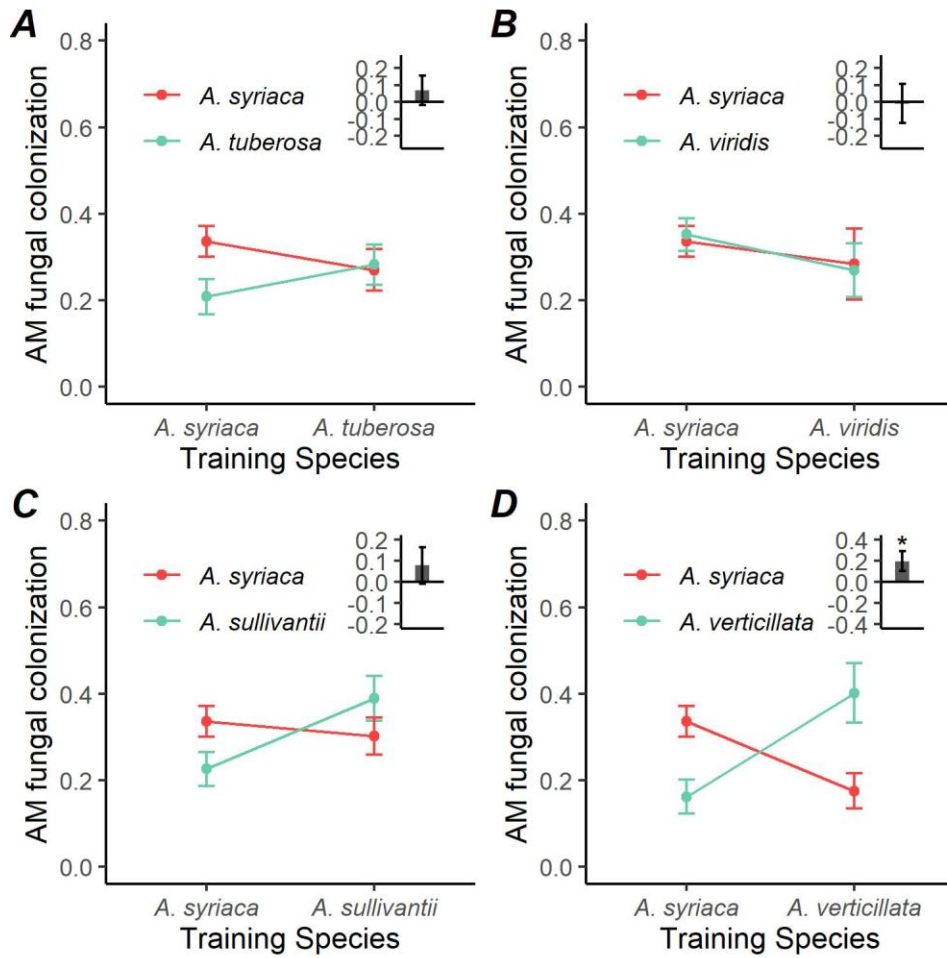 A
AM fungal colonization
0.8
0.6
0.4
0.2
0.0
A. syriaca
A. tuberosa
0.2
0.1
0.0
-0.1
-0.2
A. syriaca A. tuberosa
Training Species
B
AM fungal colonization
0.8
0.6
0.4
0.2
0.0
A. syriaca
A. viridis
0.2
0.1
0.0
-0.1
-0.2
A. syriaca A. viridis
Training Species
C
AM fungal colonization
0.8
0.6
0.4
0.2
0.0
A. syriaca
A. sullivantii
0.2
0.1
0.0
-0.1
-0.2
A. syriaca A. sullivantii
Training Species
D
AM fungal colonization
0.8
0.6
0.4
0.2
0.0
A. syriaca
A. verticillata
*
0.4
0.2
0.0
-0.2
-0.4
A. syriaca A. verticillata
Training Species